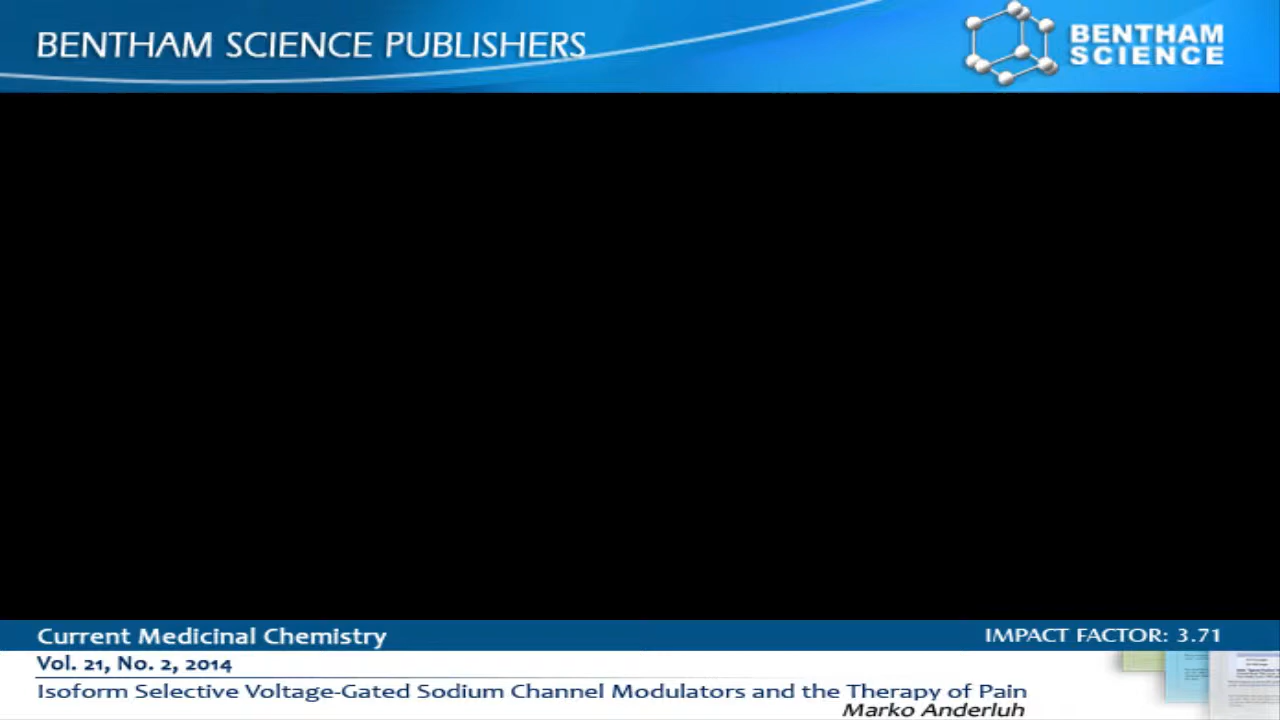 BENTHAM SCIENCE PUBLISHERS
BENTHAM
SCIENCE
Current Medicinal Chemistry
IMPACT FACTOR: 3.71
Vol. 21, No. 2, 2014
Isoform Selective Voltage-Gated Sodium Channel Modulators and the Therapy of Pain
Marko Anderluh